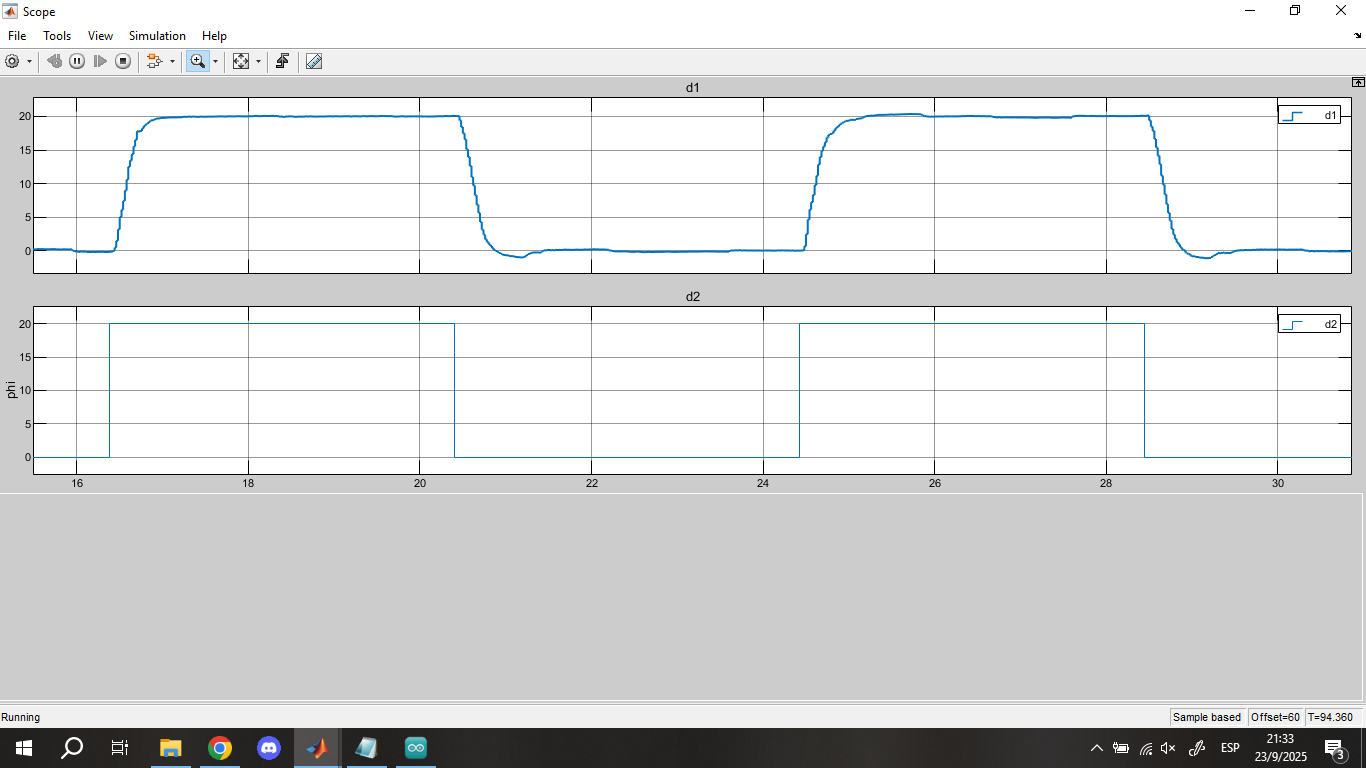 Scope
File Tools View Simulation Help
d1
20
15
10
5
0
d1
d2
phi
20
15
10
5
0
d2
16 18 20 22 24 26 28 30
Running
Sample based Offset=60 T=94.360
ESP
21:33
23/9/2025
3